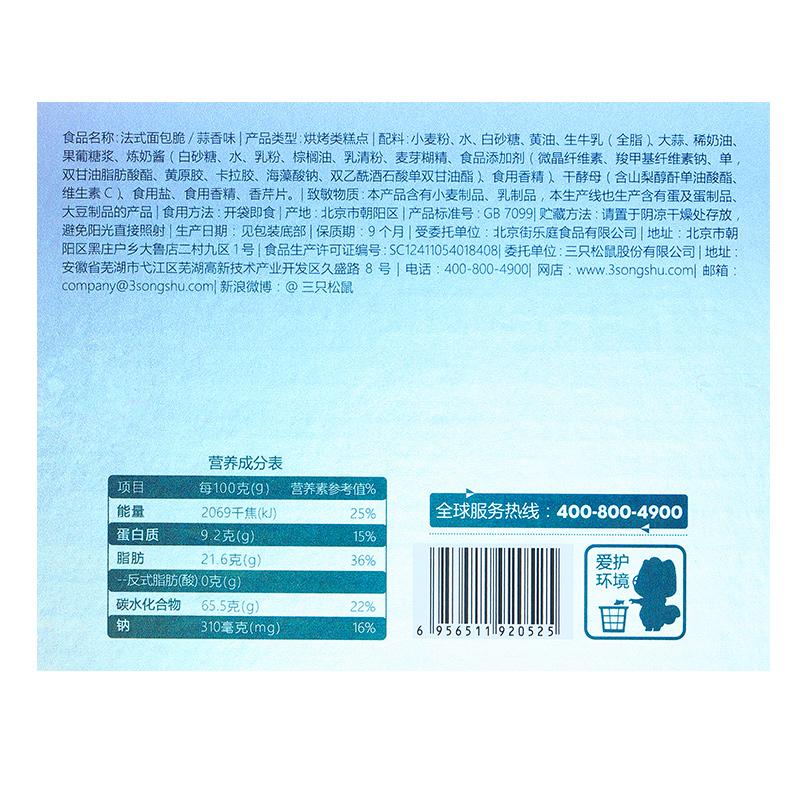 食品名称: 法式面包脆 / 蒜香味 | 产品类型: 烘烤类糕点 | 配料: 小麦粉、水、白砂糖、黄油、生牛乳 ( 全脂 ) 、大蒜、稀奶油、
果葡糖浆、炼奶酱 ( 白砂糖、水、乳粉、棕榈油、乳清粉、麦芽糊精、食品添加剂 ( 微晶纤维素、羧甲基纤维素钠、单,
双甘油脂肪酸酯、黄原胶、卡拉胶、海藻酸钠、双乙酰酒石酸单双甘油酯 ) 、食用香精 ) 、干酵母 ( 含山梨醇酐单油酸酯,
维生素 C ) 、食用盐、食用香精、香芹片。 | 致敏物质: 本产品含有小麦制品、乳制品, 本生产线也生产含有蛋及蛋制品、
大豆制品的产品 | 食用方法: 开袋即食 | 产地: 北京市朝阳区 | 产品标准号: GB 7099 | 贮藏方法: 请置于阴凉干燥处存放,
避免阳光直接照射 | 生产日期: 见包装底部 | 保质期: 9 个月 | 受委托单位: 北京街乐庭食品有限公司 | 地址: 北京市朝
阳区黑庄户乡大鲁店二村九区 1 号 | 食品生产许可证编号: SC12411054018408 | 委托单位: 三只松鼠股份有限公司 | 地址:
安徽省芜湖市弋江区芜湖高新技术产业开发区久盛路 8 号 | 电话: 400-800-4900 | 网店: www.3songshu.com | 邮箱:
company@3songshu.com | 新浪微博: @ 三只松鼠
营养成分表
项目 每100克(g) 营养素参考值%
能量 2069千焦(kJ) 25%
蛋白质 9.2克(g) 15%
脂肪 21.6克(g) 36%
--反式脂肪(酸) 0克(g)
碳水化合物 65.5克(g) 22%
钠 310毫克(mg) 16%
全球服务热线: 400-800-4900
爱护
环境
6 956511 920525